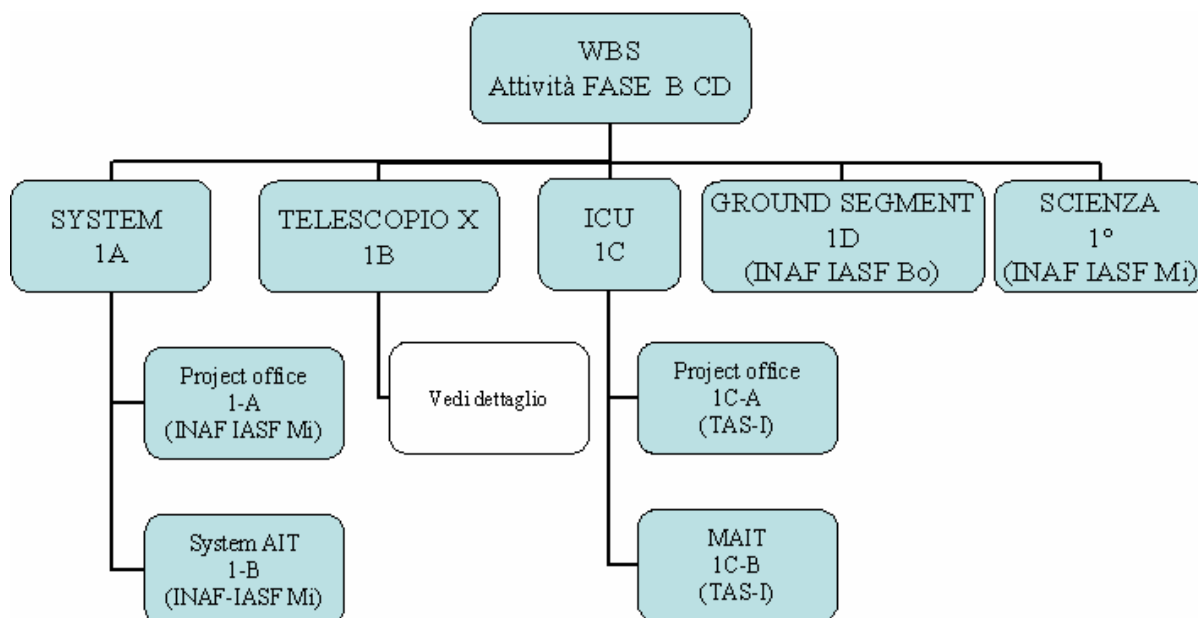 WBS
Attività FASE B CD
SYSTEM
1A
TELESCOPIO X
1B
ICU
1C
GROUND SEGMENT
1D
(INAF IASF Bo)
SCIENZA
1°
(INAF IASF Mi)
Project office
1-A
(INAF IASF Mi)
Vedi dettaglio
Project office
1C-A
(TAS-I)
System AIT
1-B
(INAF-IASF Mi)
MAIT
1C-B
(TAS-I)